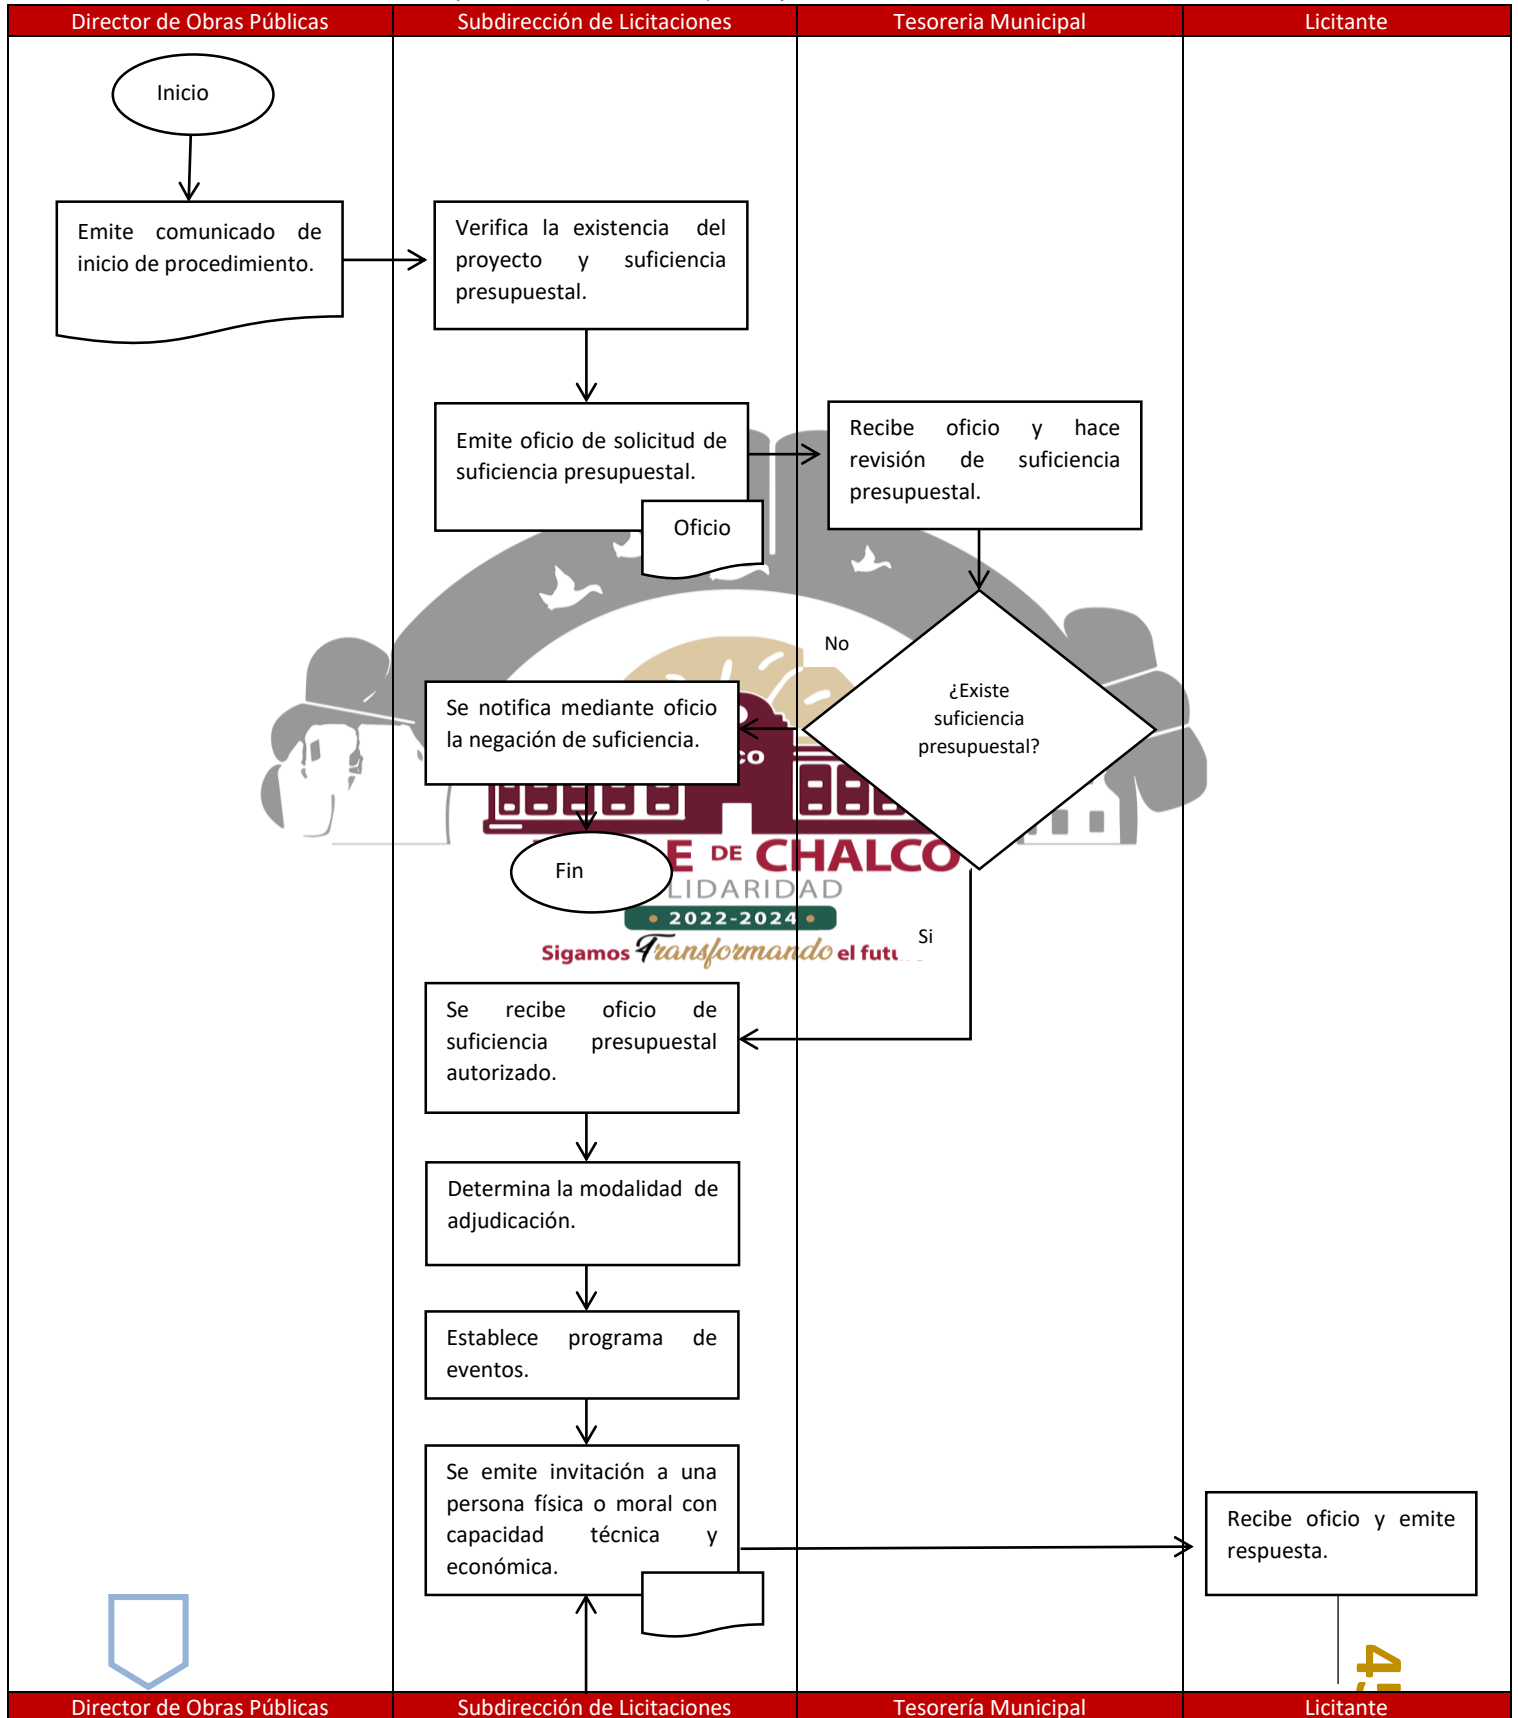 Director de Obras Públicas
Subdirección de Licitaciones
Tesoreria Municipal
Licitante
Inicio
Emite comunicado de
inicio de procedimiento.
Verifica la existencia del
proyecto y suficiencia
presupuestal.
Emite oficio de solicitud de
suficiencia presupuestal.
Oficio
Recibe oficio y hace
revisión de suficiencia
presupuestal.
No
¿Existe
suficiencia
presupuestal?
Se notifica mediante oficio
la negación de suficiencia.
Fin
DE CHALCO
2022-2024
Sigamos Transformando el
Si
Se recibe oficio de
suficiencia presupuestal
autorizado.
Determina la modalidad de
adjudicación.
Establece programa de
eventos.
Se emite invitación a una
persona física o moral con
capacidad técnica y
económica.
Recibe oficio y emite
respuesta.
Director de Obras Públicas
Subdirección de Licitaciones
Tesorería Municipal
Licitante